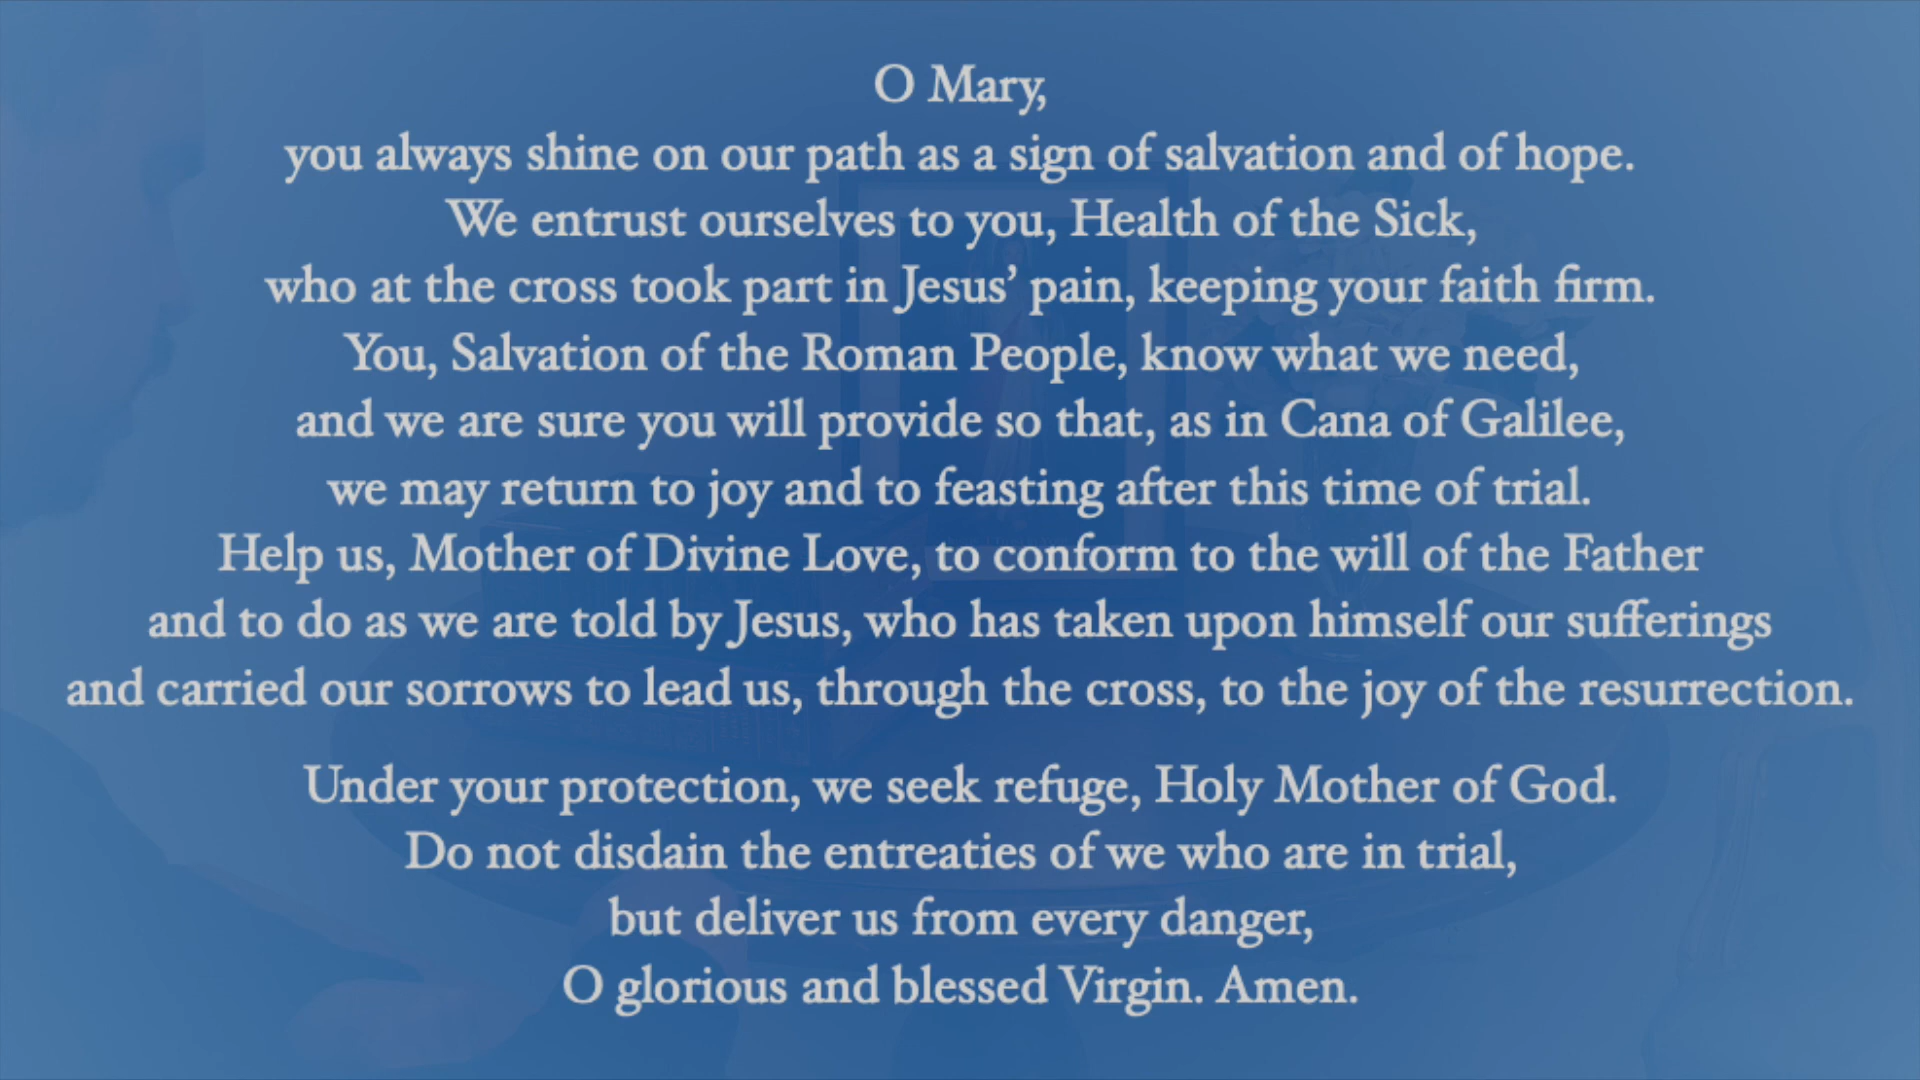 O Mary,
you always shine on our path as a sign of salvation and of hope.
We entrust ourselves to you, Health of the Sick,
who at the cross took part in Jesus’ pain, keeping your faith firm.
You, Salvation of the Roman People, know what we need,
and we are sure you will provide so that, as in Cana of Galilee,
we may return to joy and to feasting after this time of trial.
Help us, Mother of Divine Love, to conform to the will of the Father
and to do as we are told by Jesus, who has taken upon himself our sufferings
and carried our sorrows to lead us, through the cross, to the joy of the resurrection.
Under your protection, we seek refuge, Holy Mother of God.
Do not disdain the entreaties of we who are in trial,
but deliver us from every danger,
O glorious and blessed Virgin. Amen.